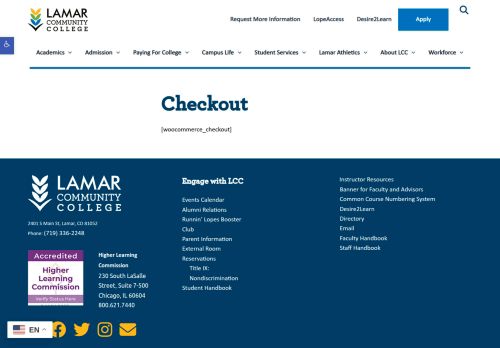 LAMAR
COMMUNITY
COLLEGE
Request More Information
LopeAccess
Desire2Learn
Apply
Academics
Admission
Paying For College
Campus Life
Student Services
Lamar Athletics
About LCC
Workforce
Checkout
[woocommerce_checkout]
LAMAR
COMMUNITY
COLLEGE
2401 S Main St, Lamar, CO 81052
Phone: (719) 336-2248
Accredited
Higher
Learning
Commission
Verify Status Here
Higher Learning
Commission
230 South LaSalle
Street, Suite 7-500
Chicago, IL 60604
800.621.7440
Engage with LCC
Events Calendar
Alumni Relations
Runnin' Lopes Booster
Club
Parent Information
External Room
Reservations
Title IX:
Nondiscrimination
Student Handbook
Instructor Resources
Banner for Faculty and Advisors
Common Course Numbering System
Desire2Learn
Directory
Email
Faculty Handbook
Staff Handbook
EN